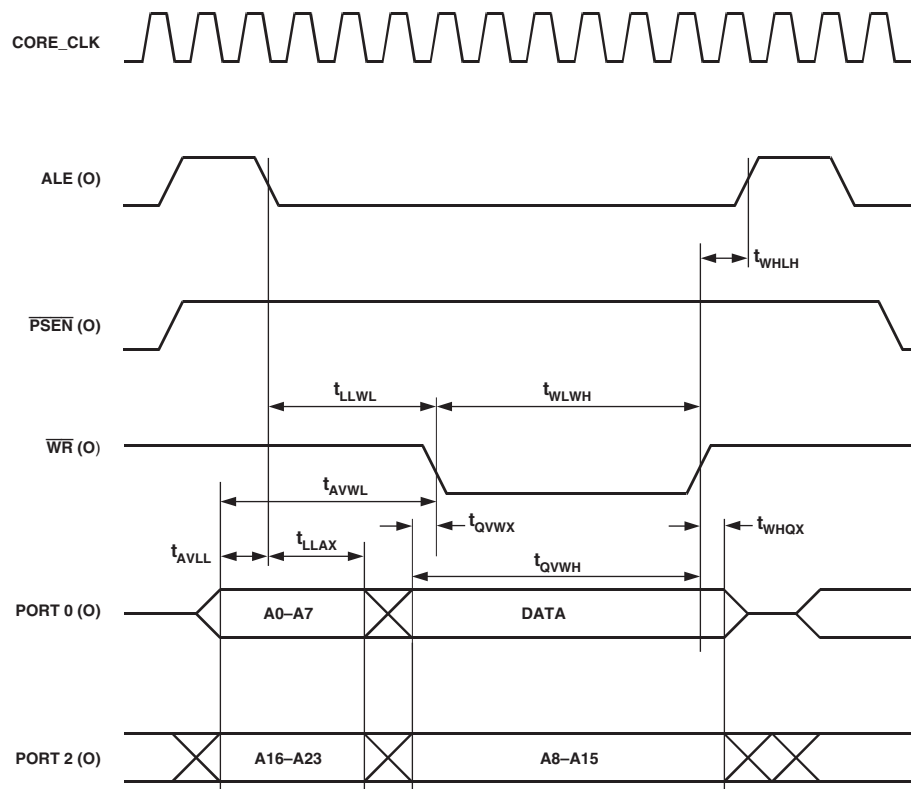 CORE_CLK
ALE (O)
tWHLH
PSEN (O)
tLLWL
tWLWH
WR (O)
tAVWL
tQVWX
tWHQX
tAVLL
tLLAX
tQVWH
PORT 0 (O)
A0–A7
DATA
PORT 2 (O)
A16–A23
A8–A15